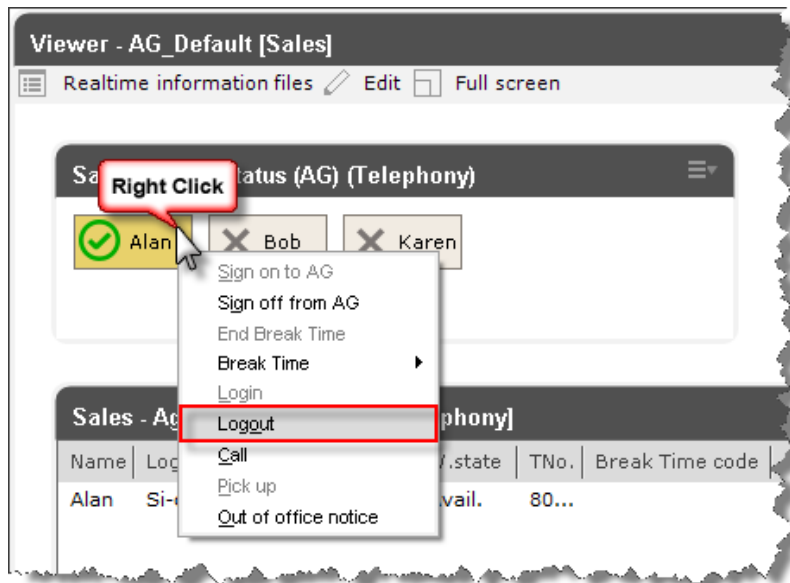 Viewer - AG_Default [Sales]
Realtime information files Edit Full screen
Sa tatus (AG) (Telephony)
Right Click
Alan Bob Karen
Sign on to AG
Sign off from AG
End Break Time
Break Time
Login
Logout
Call
Pick up
Out of office notice
Sales - Ag phony]
Name Log .state TNo. Break Time code
Alan Si- vail. 80...